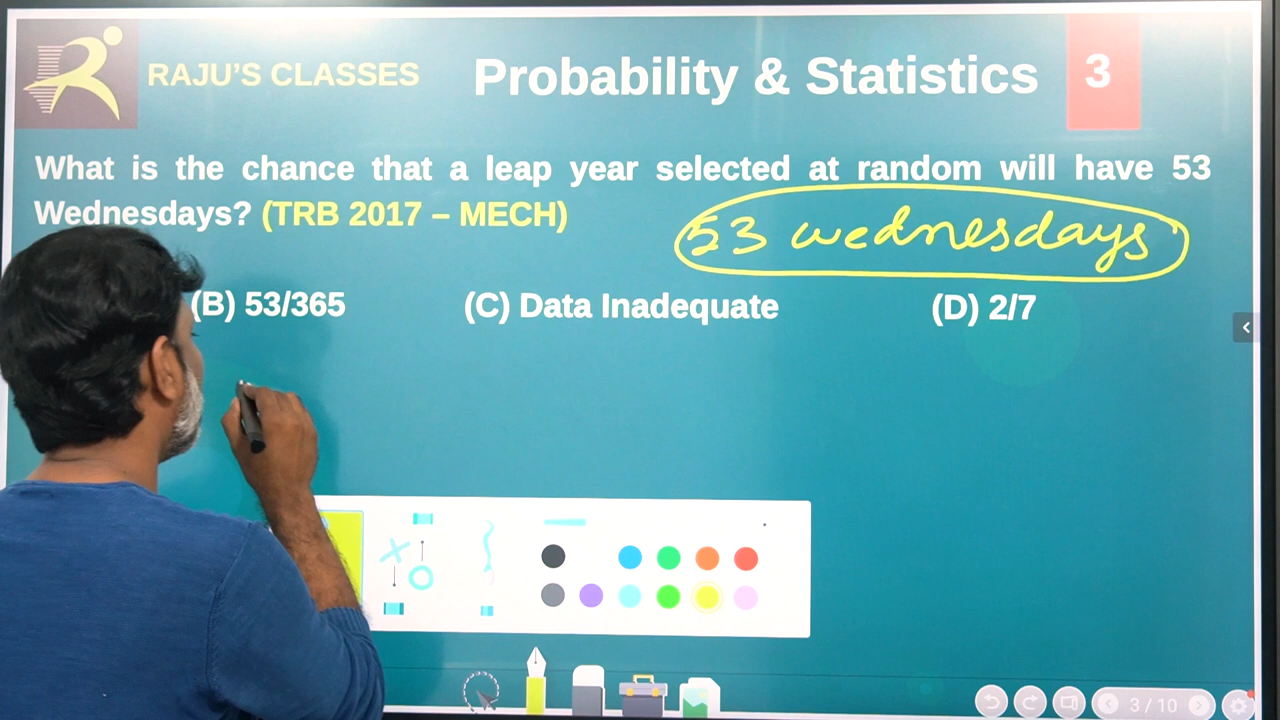 RAJU'S CLASSES
Probability & Statistics
3
What is the chance that a leap year selected at random will have 53
Wednesdays? (TRB 2017 – MECH)
53 wednesdays
(B) 53/365 (C) Data Inadequate (D) 2/7
3 / 10